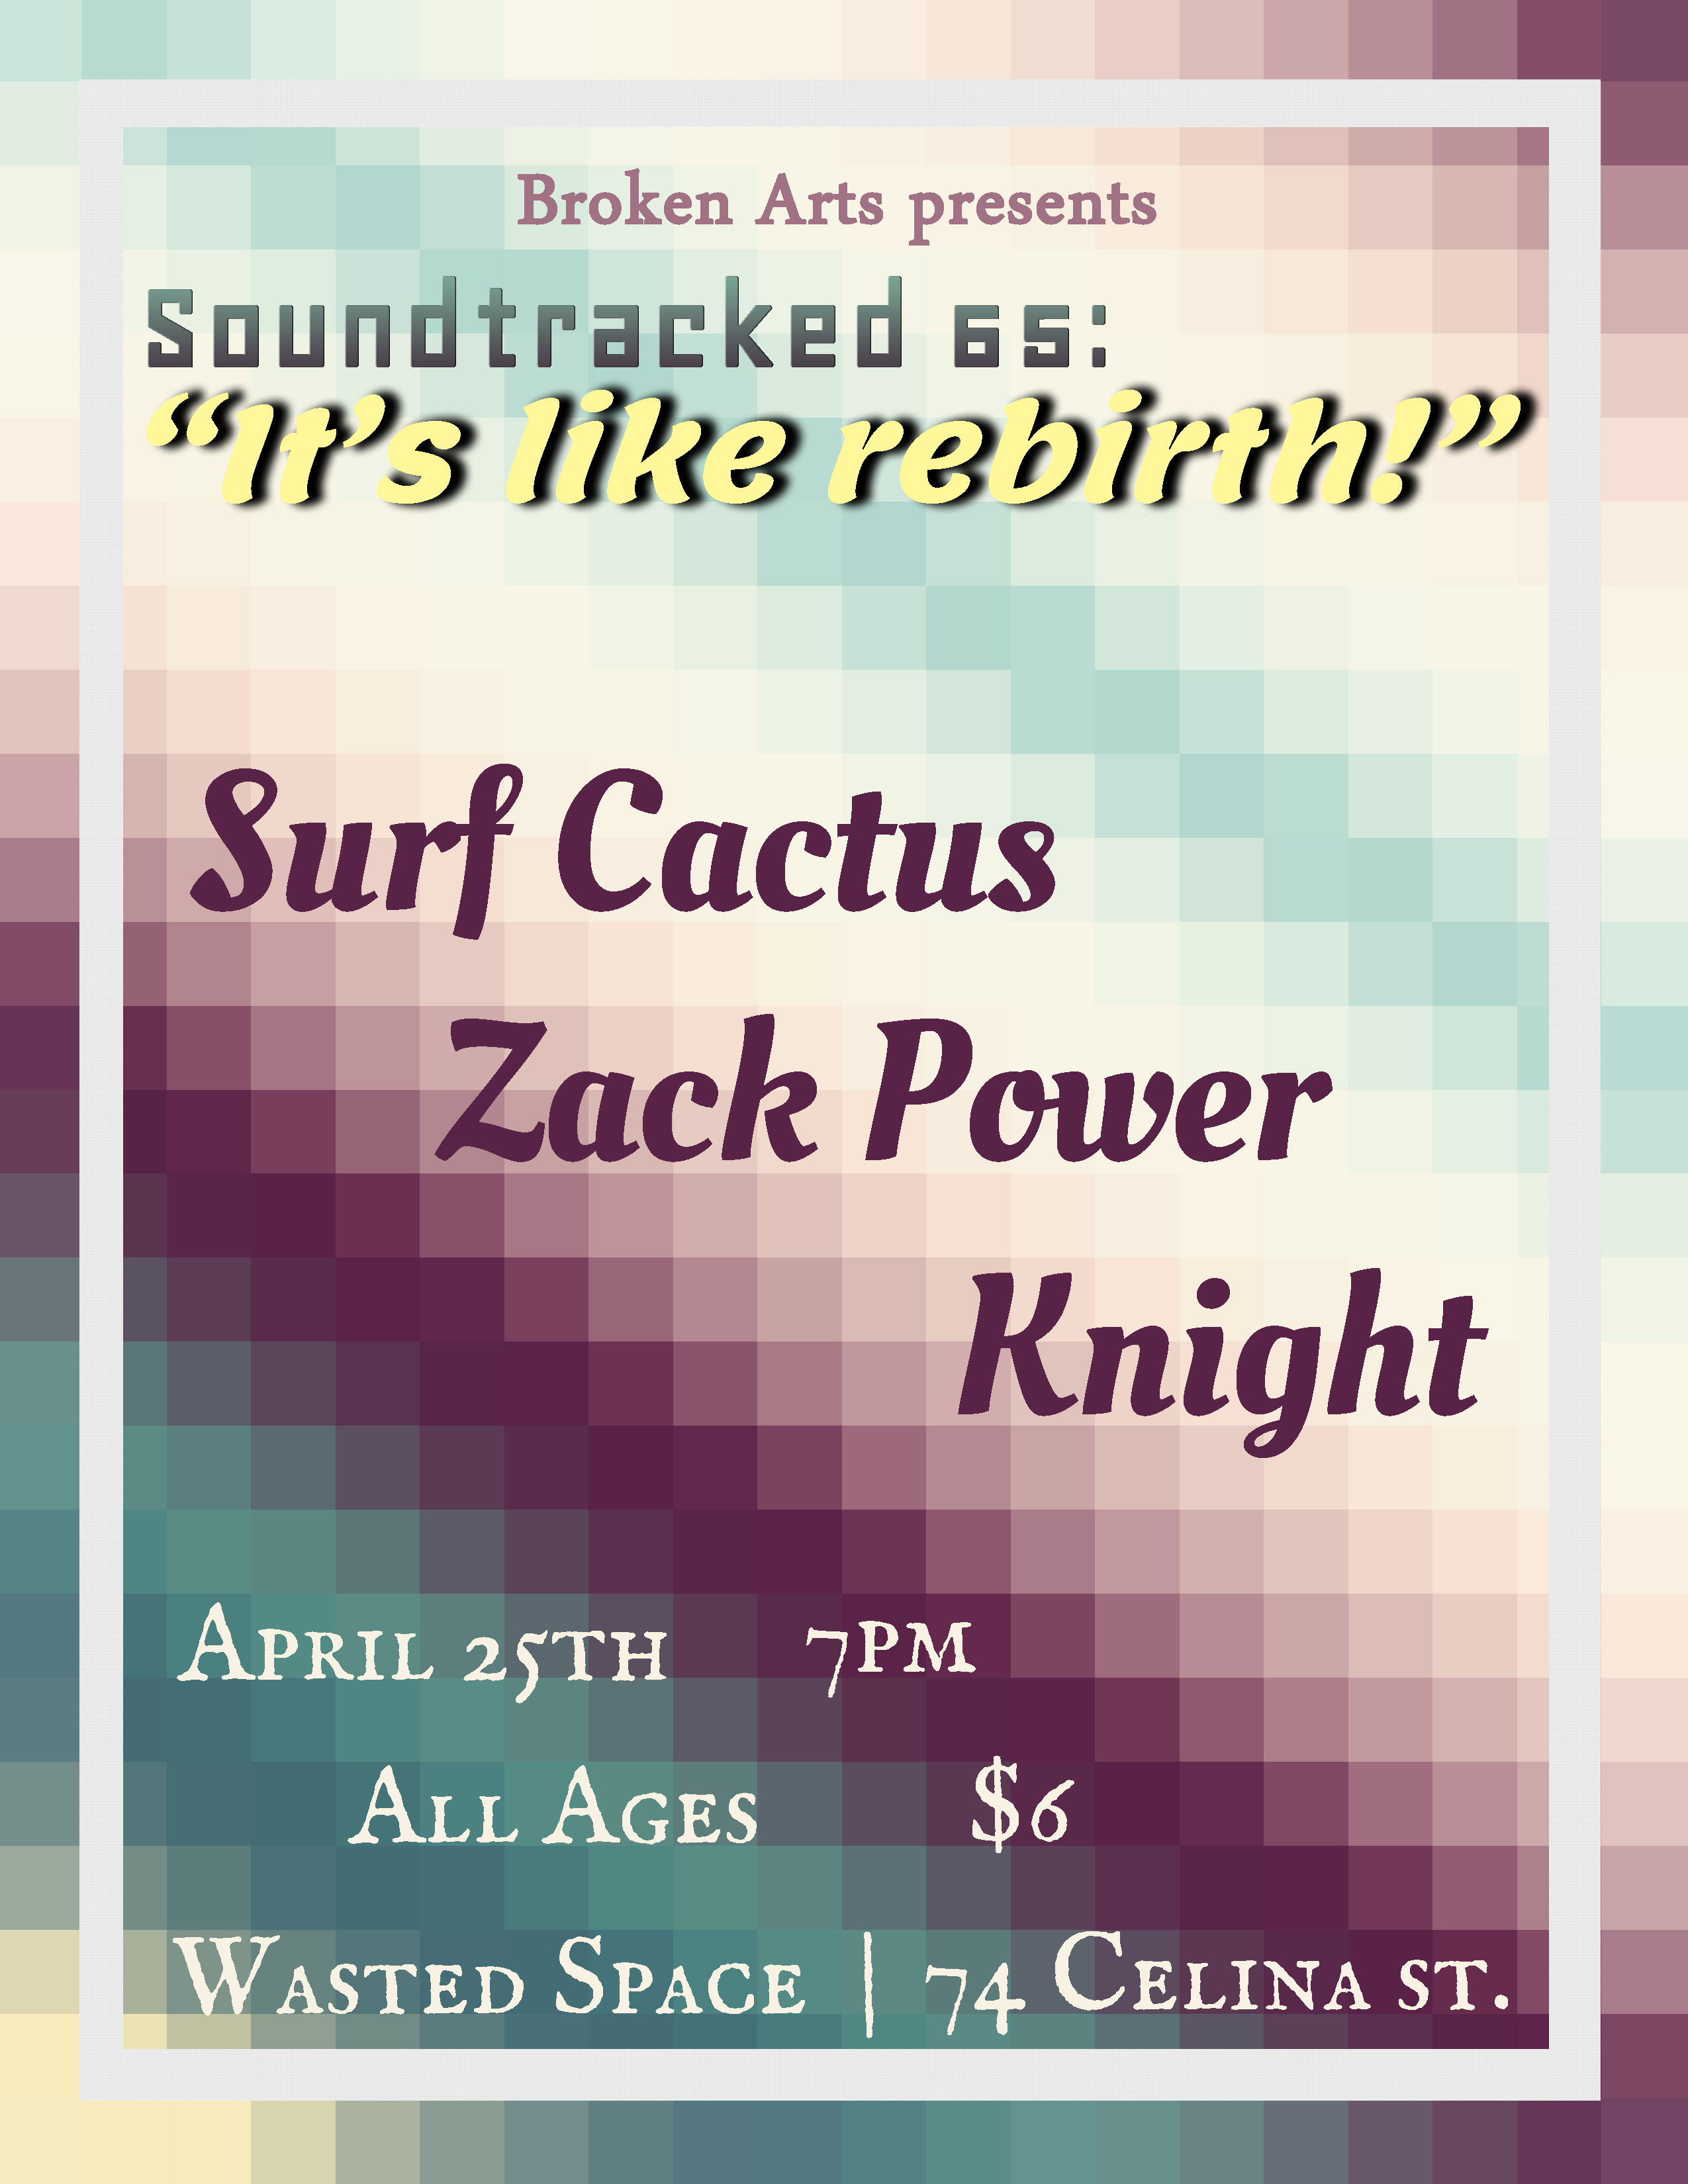 Broken Arts presents
Soundtracked 65:
“It’s like rebirth!”
Surf Cactus
Zack Power
Knight
April 25th 7pm
All Ages $6
Wasted Space | 74 Celina st.